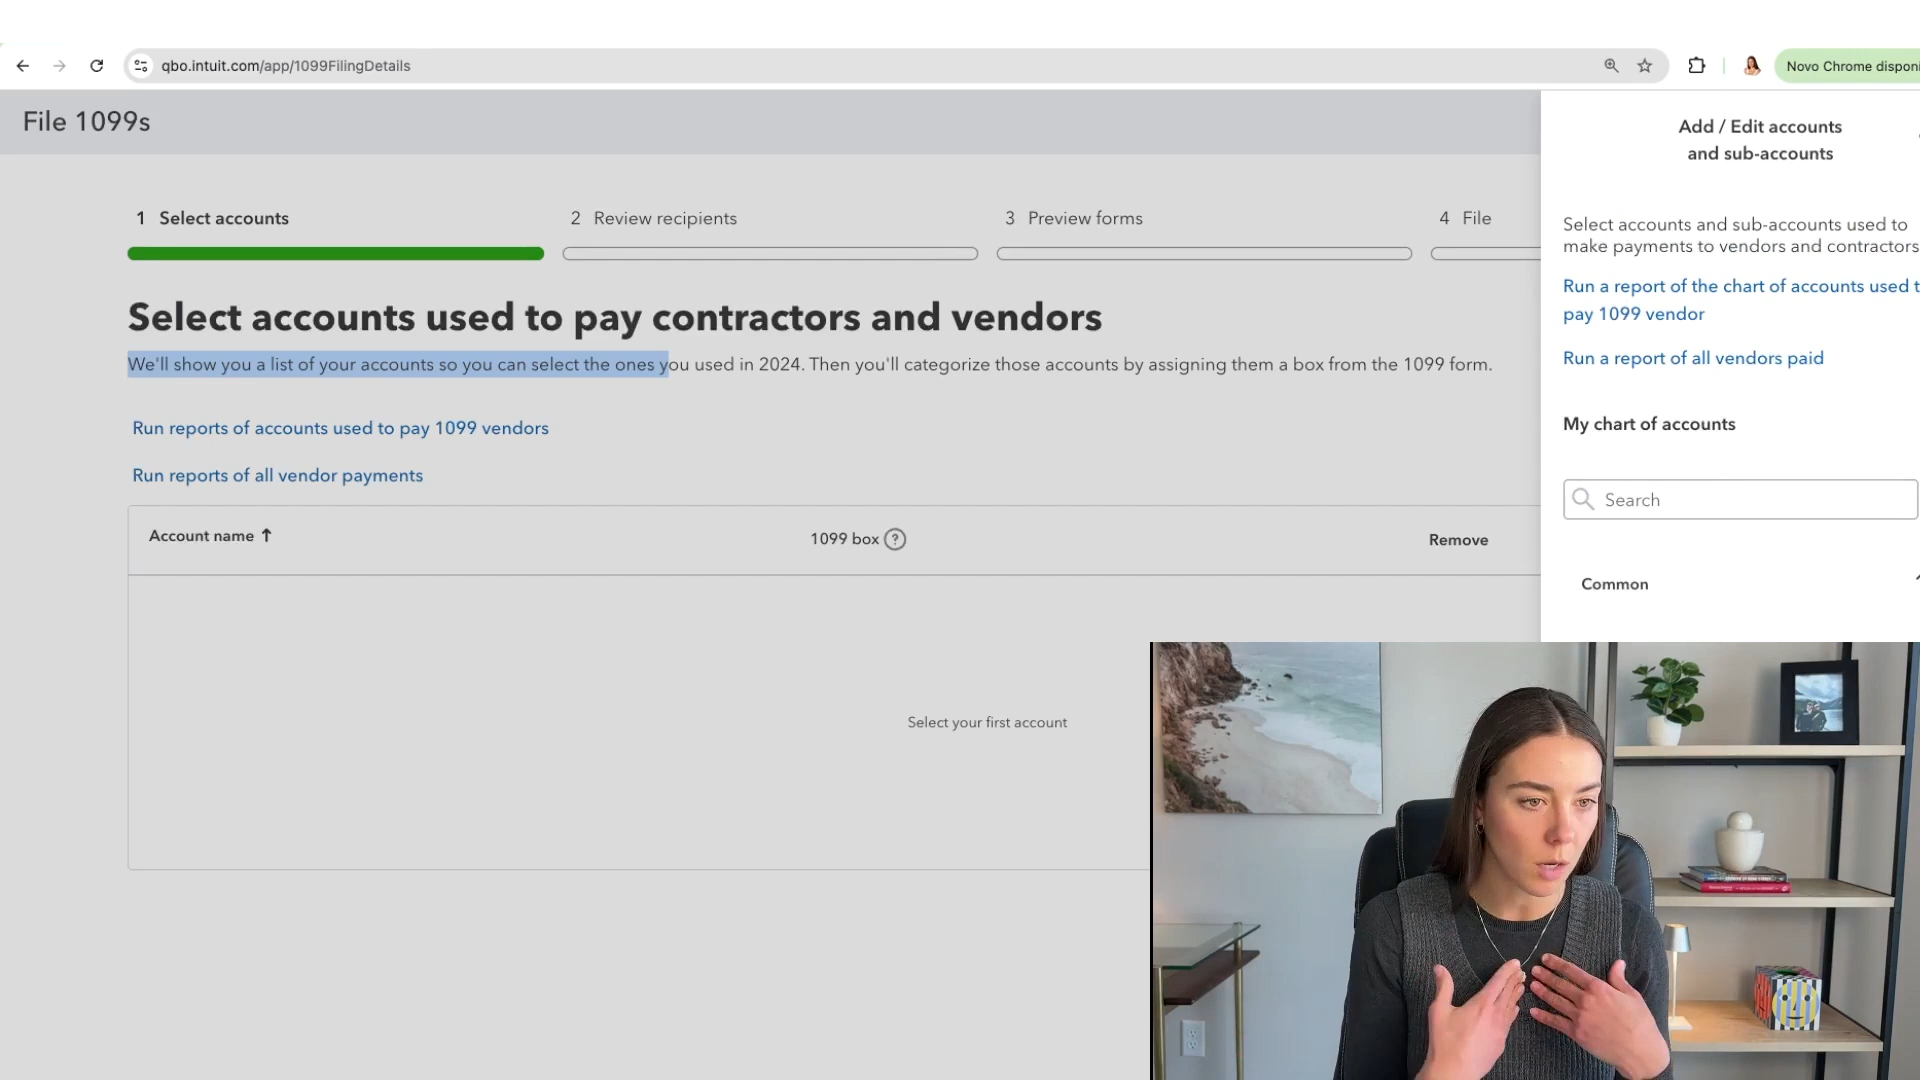 qbo.intuit.com/app/1099FilingDetails
Novo Chrome disponí
File 1099s
Add / Edit accounts
and sub-accounts
1 Select accounts
2 Review recipients
3 Preview forms
4 File
Select accounts and sub-accounts used to
make payments to vendors and contractors
Run a report of the chart of accounts used t
pay 1099 vendor
Run a report of all vendors paid
My chart of accounts
Search
Common
Select accounts used to pay contractors and vendors
We'll show you a list of your accounts so you can select the ones you used in 2024. Then you'll categorize those accounts by assigning them a box from the 1099 form.
Run reports of accounts used to pay 1099 vendors
Run reports of all vendor payments
Account name ↑
1099 box ?
Remove
Select your first account